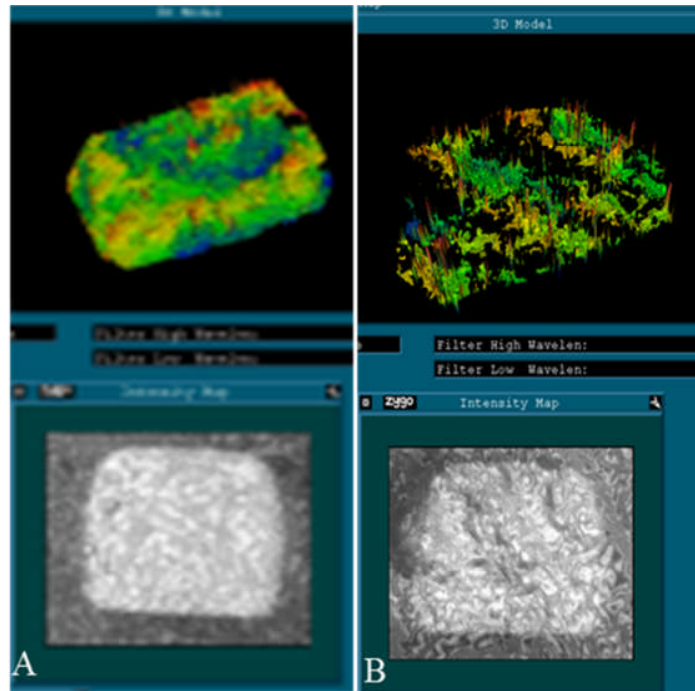 3D Model
Filter High Wavelen:
Filter Low Wavelen:
Intensity Map
A
3D Model
Filter High Wavelen:
Filter Low Wavelen:
zygo
Intensity Map
B